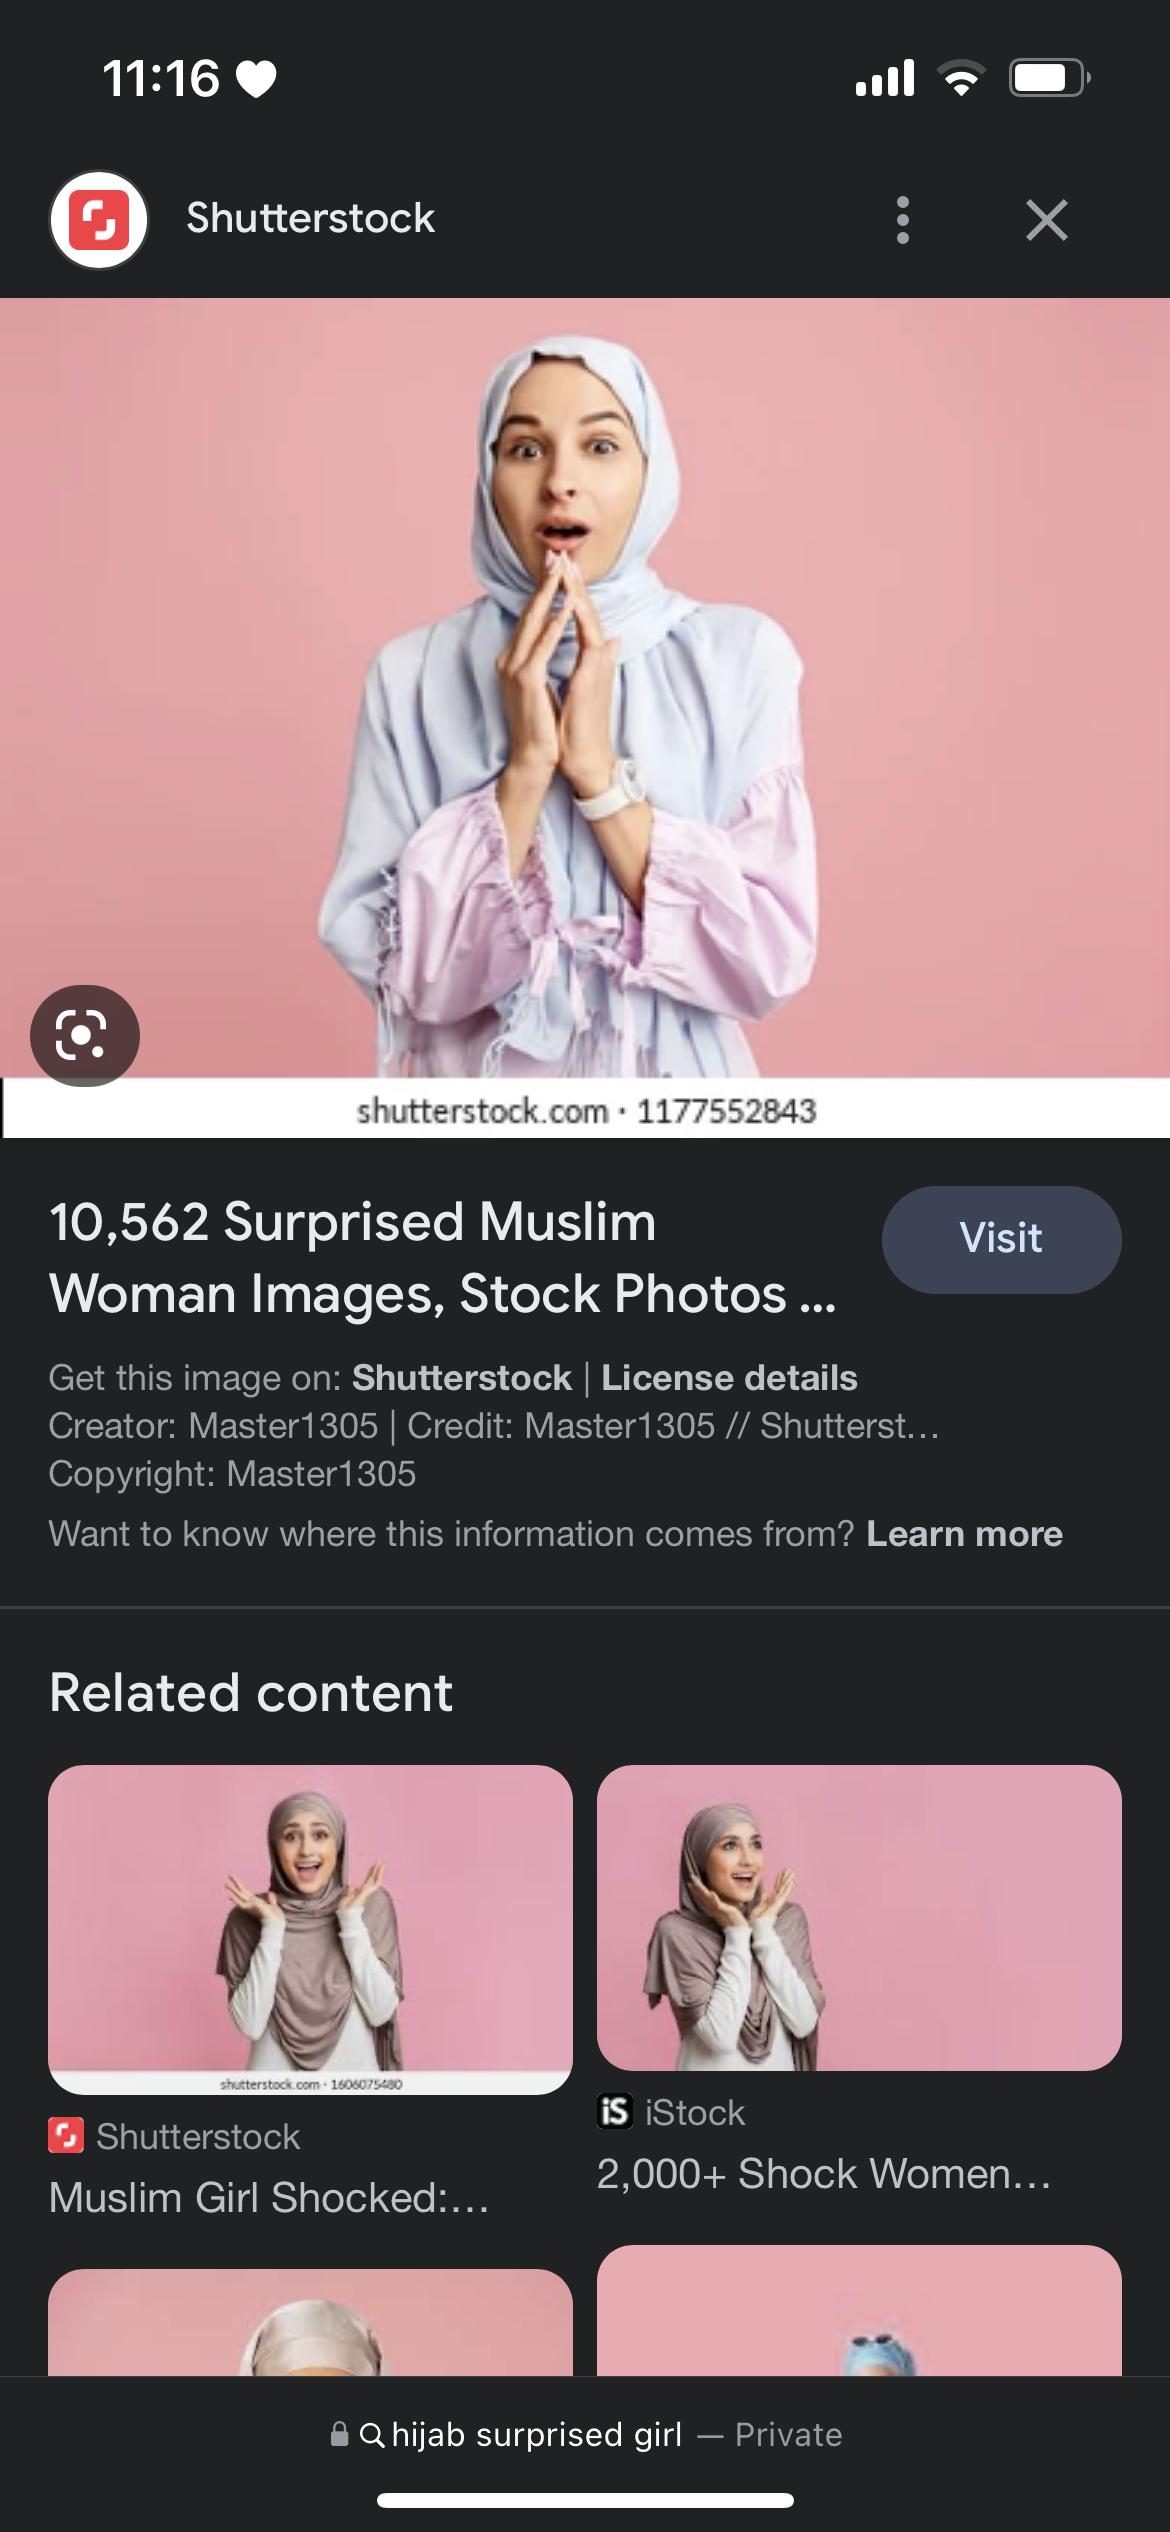 11:16
Shutterstock
shutterstock.com · 1177552843
10,562 Surprised Muslim
Woman Images, Stock Photos ...
Visit
Get this image on: Shutterstock | License details
Creator: Master1305 | Credit: Master1305 // Shutterst...
Copyright: Master1305
Want to know where this information comes from? Learn more
Related content
shutterstock.com · 1606075480
Shutterstock
Muslim Girl Shocked:...
iS iStock
2,000+ Shock Women...
hijab surprised girl — Private